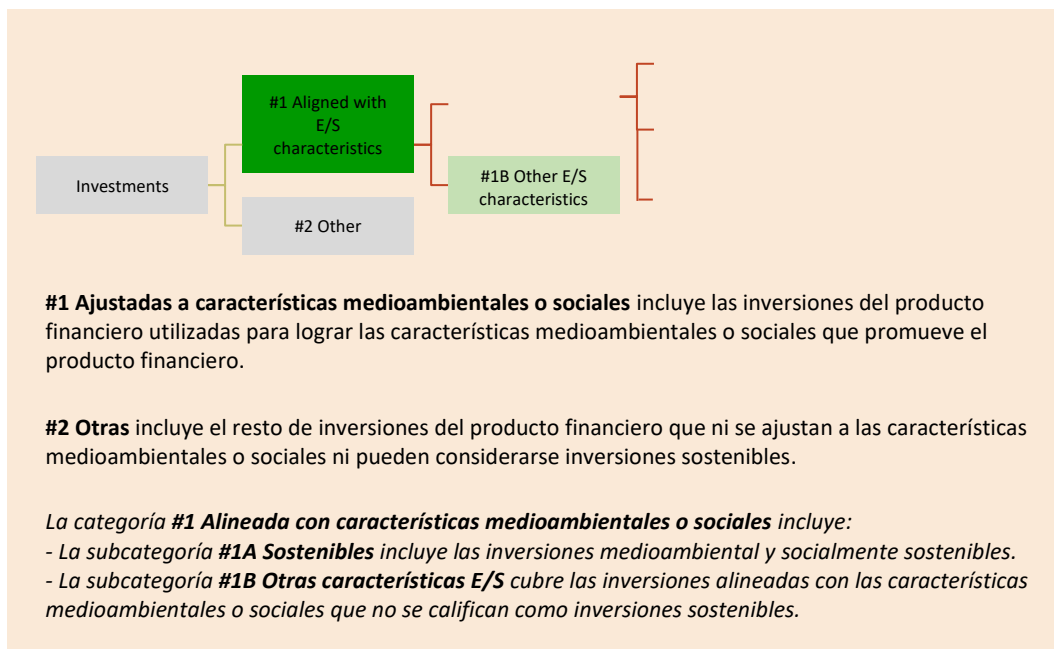 #1 Aligned with
E/S
characteristics
Investments
#1B Other E/S
characteristics
#2 Other
#1 Ajustadas a características medioambientales o sociales incluye las inversiones del producto
financiero utilizadas para lograr las características medioambientales o sociales que promueve el
producto financiero.
#2 Otras incluye el resto de inversiones del producto financiero que ni se ajustan a las características
medioambientales o sociales ni pueden considerarse inversiones sostenibles.
La categoría #1 Alineada con características medioambientales o sociales incluye:
- La subcategoría #1A Sostenibles incluye las inversiones medioambiental y socialmente sostenibles.
- La subcategoría #1B Otras características E/S cubre las inversiones alineadas con las características
medioambientales o sociales que no se califican como inversiones sostenibles.